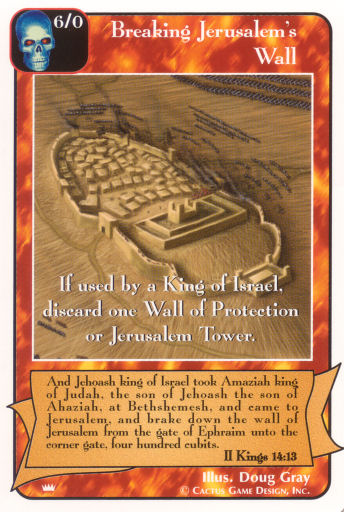 6/0
Breaking Jerusalem's
Wall
If used by a King of Israel,
discard one Wall of Protection
or Jerusalem Tower.
And Jehoash king of Israel took Amaziah king
of Judah, the son of Jehoash the son of
Ahaziah, at Bethshemesh, and came to
Jerusalem, and brake down the wall of
Jerusalem from the gate of Ephraim unto the
corner gate, four hundred cubits.
II Kings 14:13
Illus. Doug Gray
© Cactus Game Design, Inc.